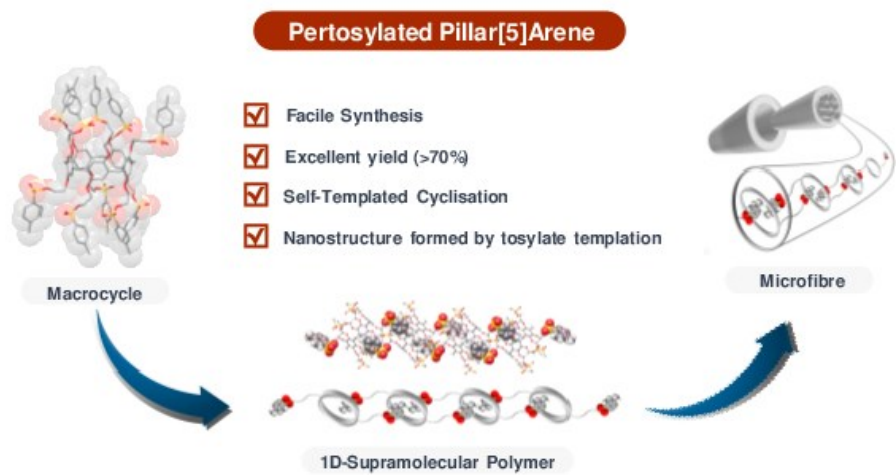 Pertosylated Pillar[5]Arene
Facile Synthesis
Excellent yield (>70%)
Self-Templated Cyclisation
Nanostructure formed by tosylate templation
Macrocycle
Microfibre
1D-Supramolecular Polymer